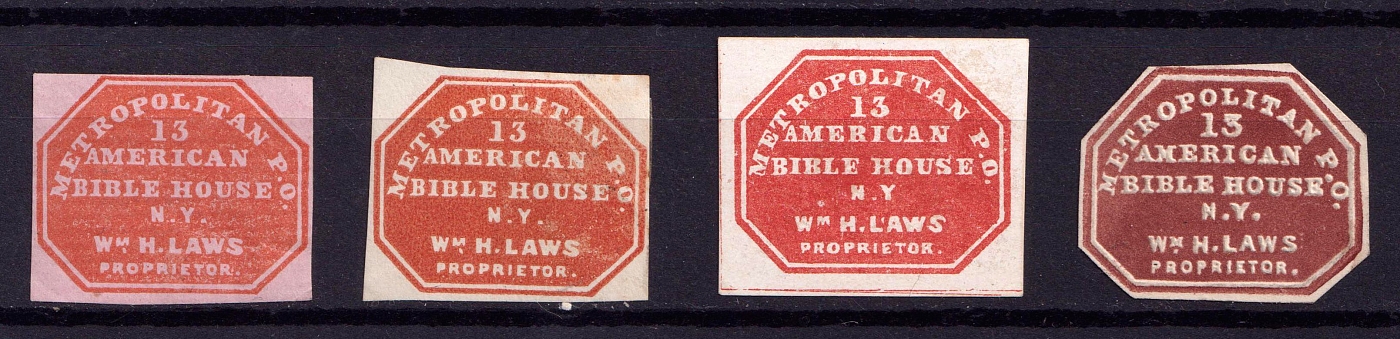 METROPOLITAN P.O.
13
AMERICAN
BIBLE HOUSE
N.Y.
WM H. LAWS
PROPRIETOR.
METROPOLITAN P.O.
13
AMERICAN
BIBLE HOUSE
N.Y.
WM H. LAWS
PROPRIETOR.
METROPOLITAN P.O.
13
AMERICAN
BIBLE HOUSE
N.Y
WM H. LAWS
PROPRIETOR.
METROPOLITAN P.O.
13
AMERICAN
BIBLE HOUSE
N.Y.
WM H. LAWS
PROPRIETOR.